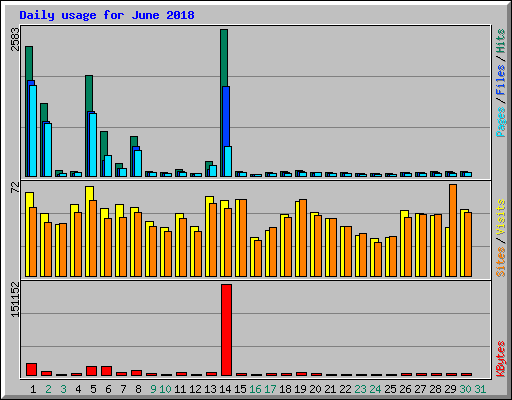 Daily usage for June 2018
2583
Pages / Files / Hits
72
Sites / Visits
151152
KBytes
1 2 3 4 5 6 7 8 9 10 11 12 13 14 15 16 17 18 19 20 21 22 23 24 25 26 27 28 29 30 31